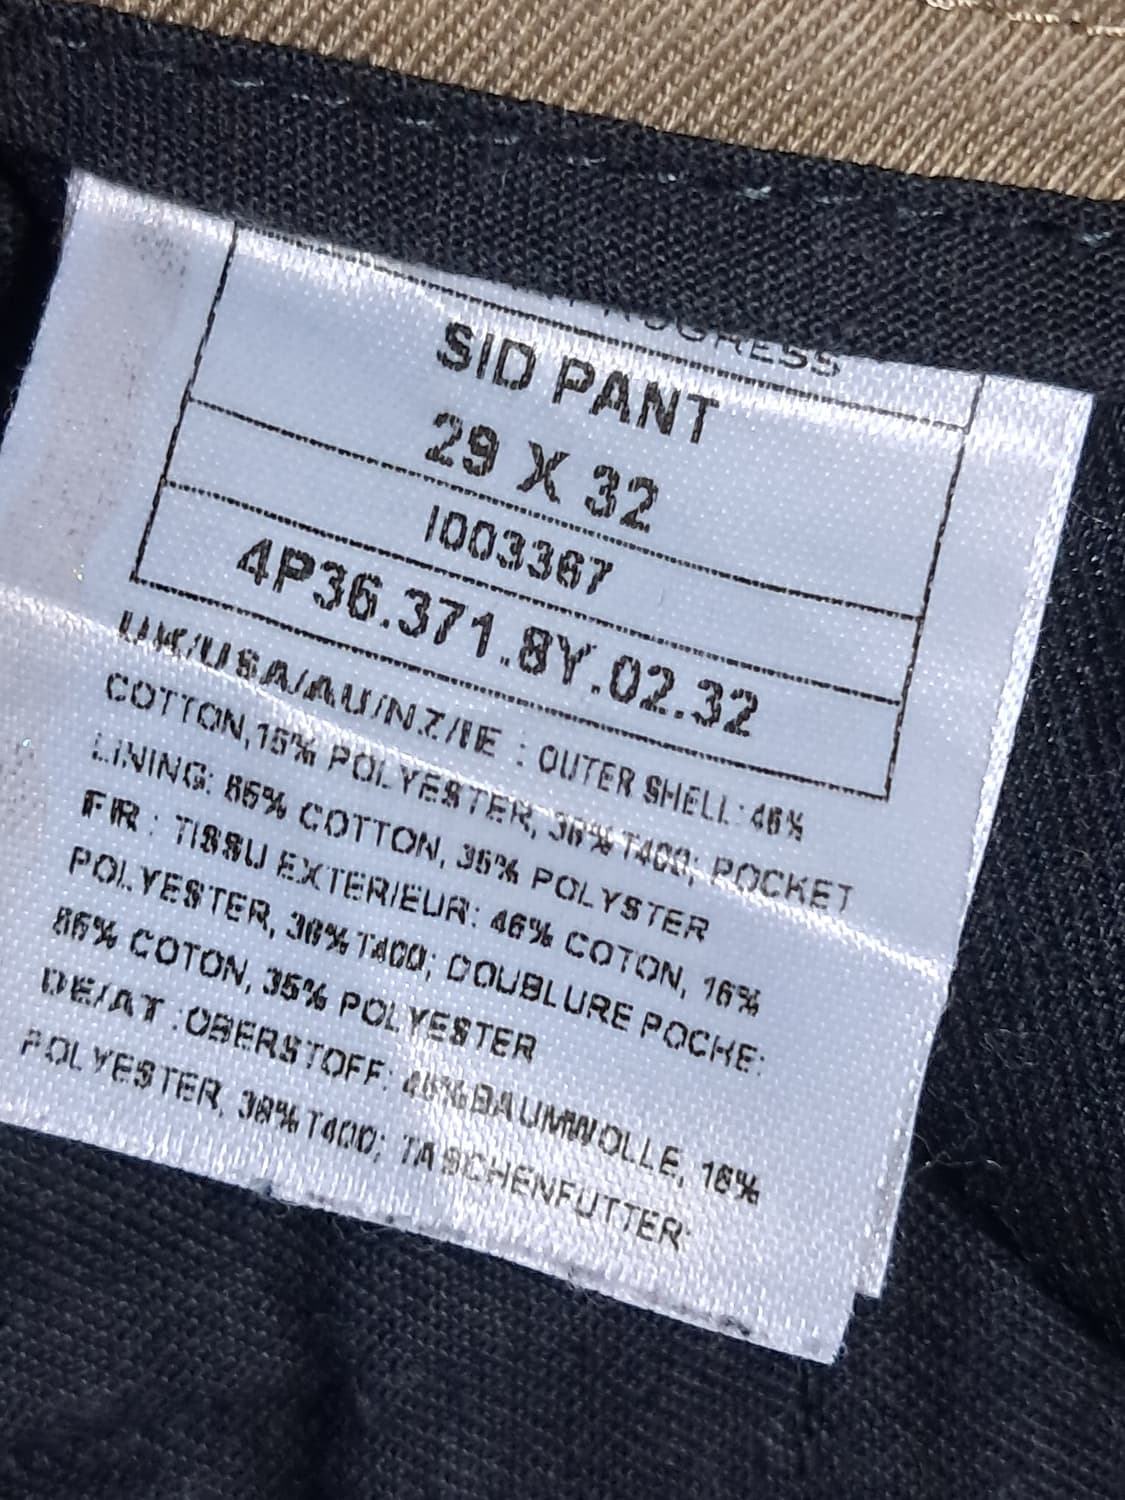 PROGRESS
SID PANT
29 X 32
I003367
4P36.371.8Y.02.32
UK/USA/AU/NZ/IE : OUTER SHELL: 46%
COTTON,15% POLYESTER, 38% T400; POCKET
LINING: 65% COTTON, 35% POLYSTER
FR : TISSU EXTERIEUR: 46% COTON, 16%
POLYESTER, 38% T400; DOUBLURE POCHE:
65% COTON, 35% POLYESTER
DE/AT :OBERSTOFF: 46%BAUMWOLLE, 16%
POLYESTER, 38%T400; TASCHENFUTTER: